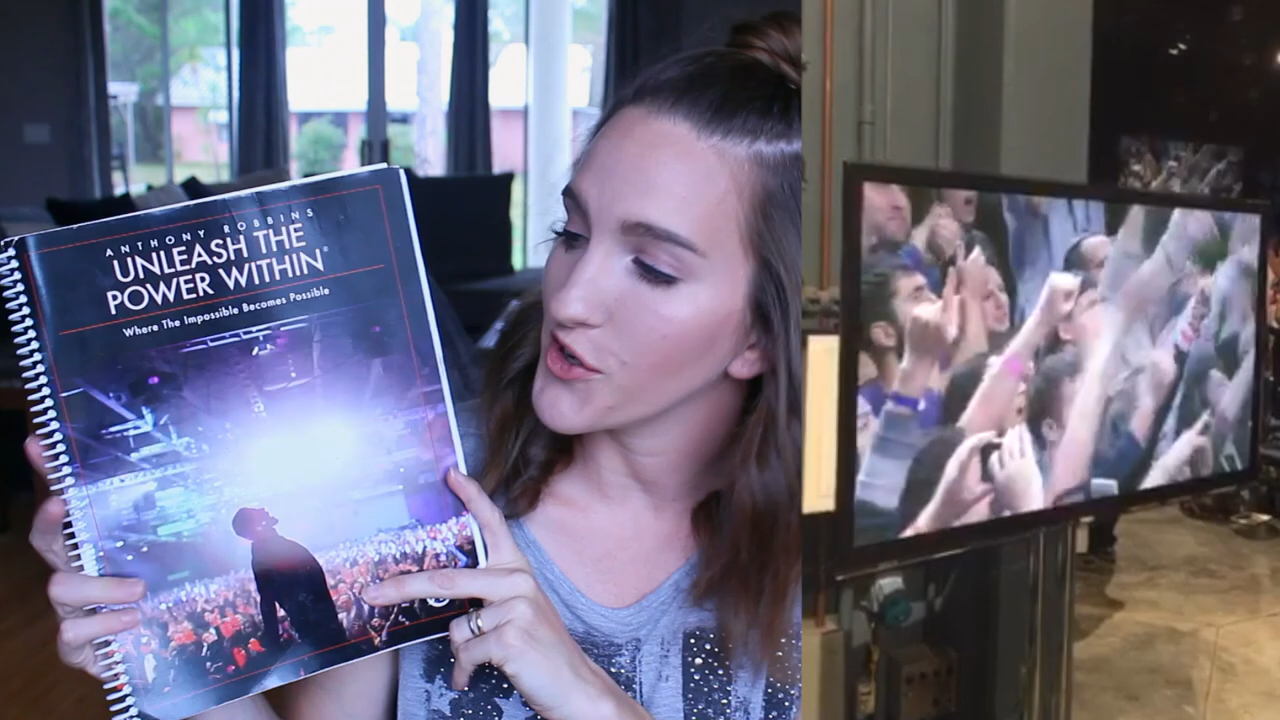 ANTHONY ROBBINS
UNLEASH THE
POWER WITHIN®
Where The Impossible Becomes Possible